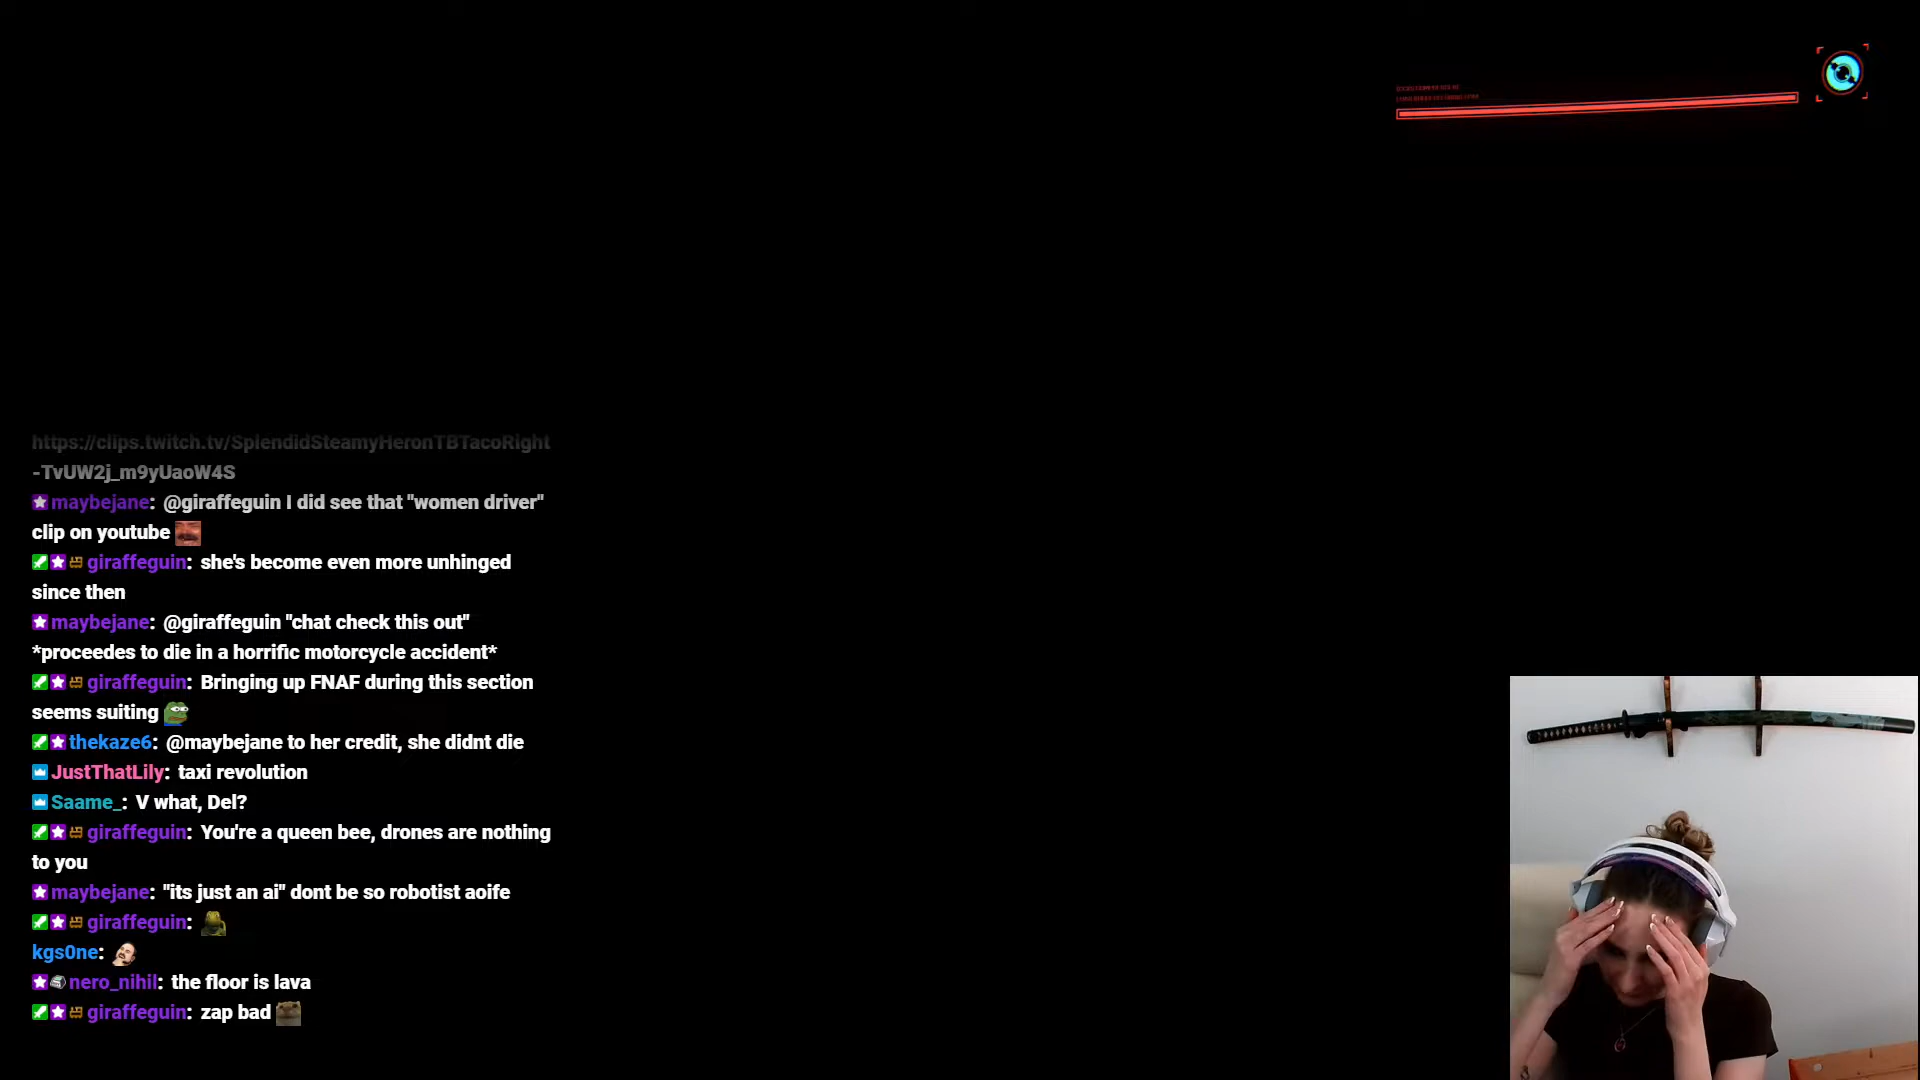 https://clips.twitch.tv/SplendidSteamyHeronTBTacoRight
-TvUW2j_m9yUaoW4S
maybejane: @giraffeguin I did see that "women driver"
clip on youtube
giraffeguin: she's become even more unhinged
since then
maybejane: @giraffeguin "chat check this out"
*proceedes to die in a horrific motorcycle accident*
giraffeguin: Bringing up FNAF during this section
seems suiting
thekaze6: @maybejane to her credit, she didnt die
JustThatLily: taxi revolution
Saame_: V what, Del?
giraffeguin: You're a queen bee, drones are nothing
to you
maybejane: "its just an ai" dont be so robotist aoife
giraffeguin:
kgs0ne:
nero_nihil: the floor is lava
giraffeguin: zap bad